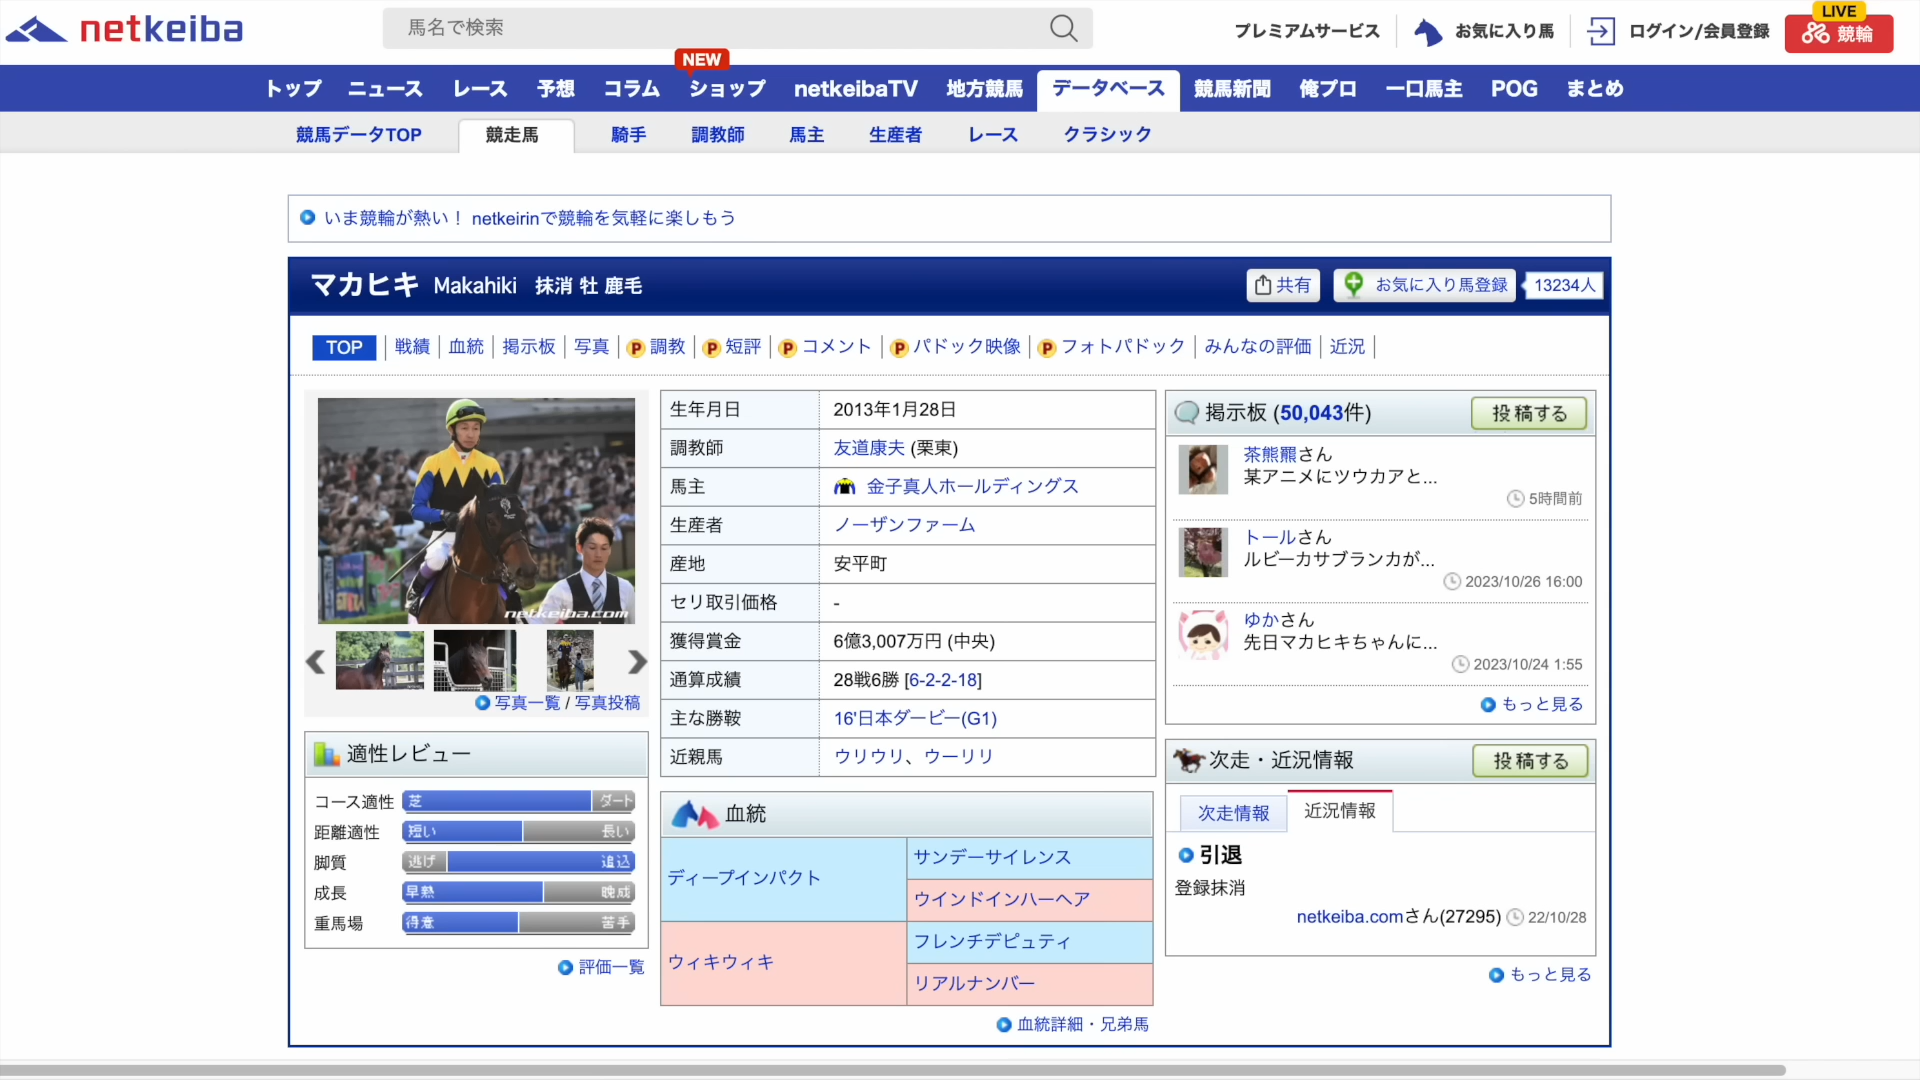 netkeiba
馬名で検索
プレミアムサービス
お気に入り馬
ログイン/会員登録
LIVE
競輪
NEW
トップ ニュース レース 予想 コラム ショップ netkeibaTV 地方競馬 データベース 競馬新聞 俺プロ 一口馬主 POG まとめ
競馬データTOP 競走馬 騎手 調教師 馬主 生産者 レース クラシック
いま競輪が熱い！ netkeirinで競輪を気軽に楽しもう
マカヒキ Makahiki 抹消 牡 鹿毛
共有
お気に入り馬登録
13234人
TOP 戦績 血統 掲示板 写真 P 調教 P 短評 P コメント P パドック映像 P フォトパドック みんなの評価 近況
netkeiba.com
写真一覧 / 写真投稿
適性レビュー
コース適性 芝 ダート
距離適性 短い 長い
脚質 逃げ 追込
成長 早熟 晩成
重馬場 得意 苦手
評価一覧
生年月日 2013年1月28日
調教師 友道康夫 (栗東)
馬主 金子真人ホールディングス
生産者 ノーザンファーム
産地 安平町
セリ取引価格 -
獲得賞金 6億3,007万円 (中央)
通算成績 28戦6勝 [6-2-2-18]
主な勝鞍 16'日本ダービー(G1)
近親馬 ウリウリ、ウーリリ
血統
ディープインパクト
サンデーサイレンス
ウインドインハーヘア
ウィキウィキ
フレンチデピュティ
リアルナンバー
血統詳細・兄弟馬
掲示板 (50,043件)
投稿する
茶熊羆さん
某アニメにツウカアと...
5時間前
トールさん
ルビーカサブランカが...
2023/10/26 16:00
ゆかさん
先日マカヒキちゃんに...
2023/10/24 1:55
もっと見る
次走・近況情報
投稿する
次走情報 近況情報
引退
登録抹消
netkeiba.comさん(27295) 22/10/28
もっと見る